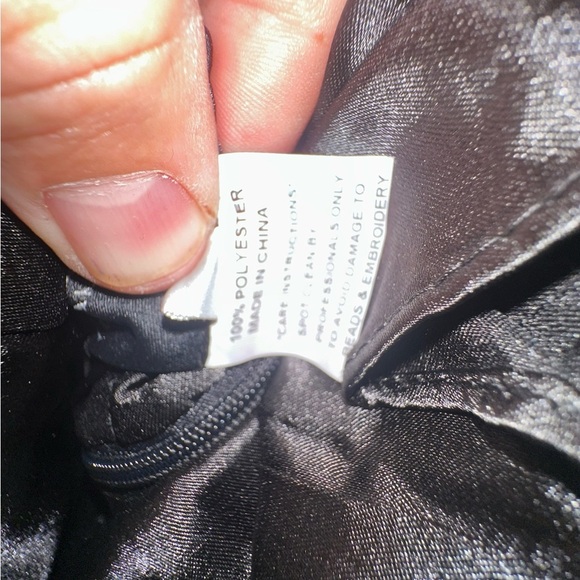 100% POLYESTER
MADE IN CHINA
"CARE INSTRUCTIONS"
SPOT CLEAN BY
PROFESSIONALS ONLY
TO AVOID DAMAGE TO
BEADS & EMBROIDERY